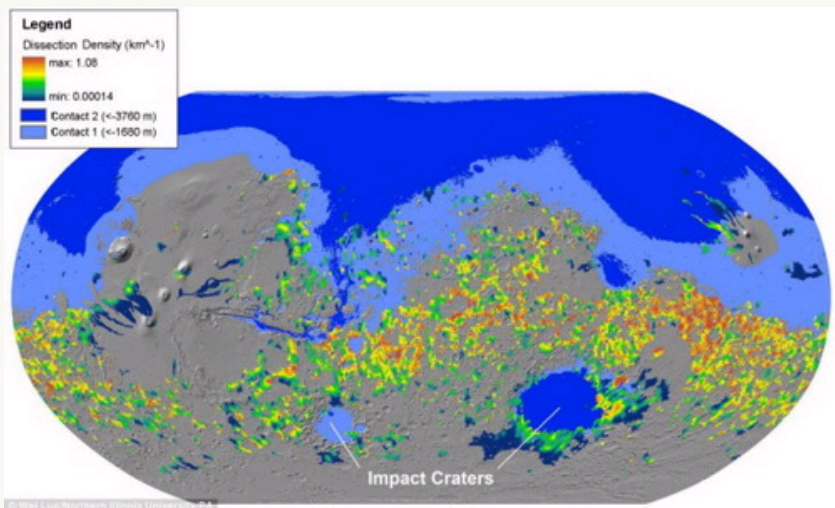 Legend
Dissection Density (km^-1)
max: 1.08
min: 0.00014
Contact 2 (<-3760 m)
Contact 1 (<-1680 m)
Impact Craters